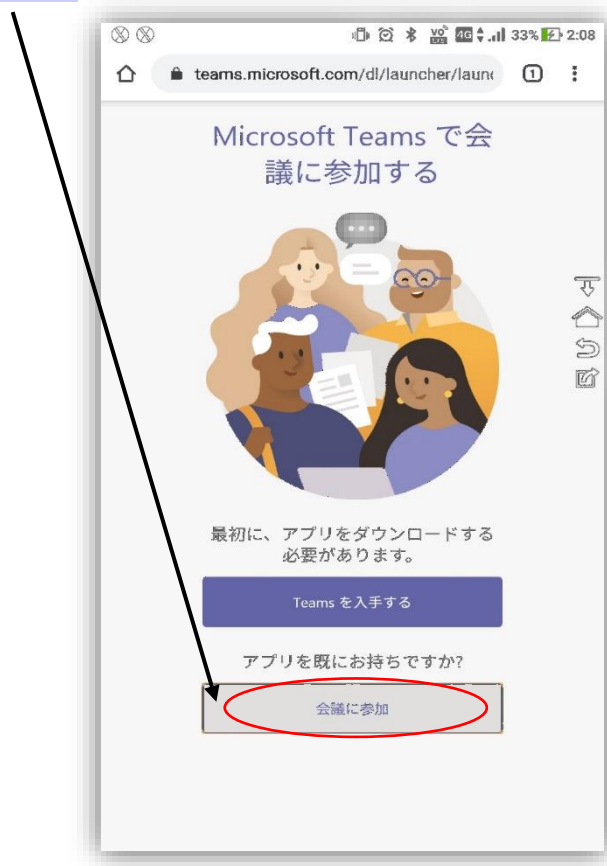 33% 2:08
teams.microsoft.com/dl/launcher/laun
1
Microsoft Teams で会
議に参加する
最初に、アプリをダウンロードする
必要があります。
Teams を入手する
アプリを既にお持ちですか?
会議に参加